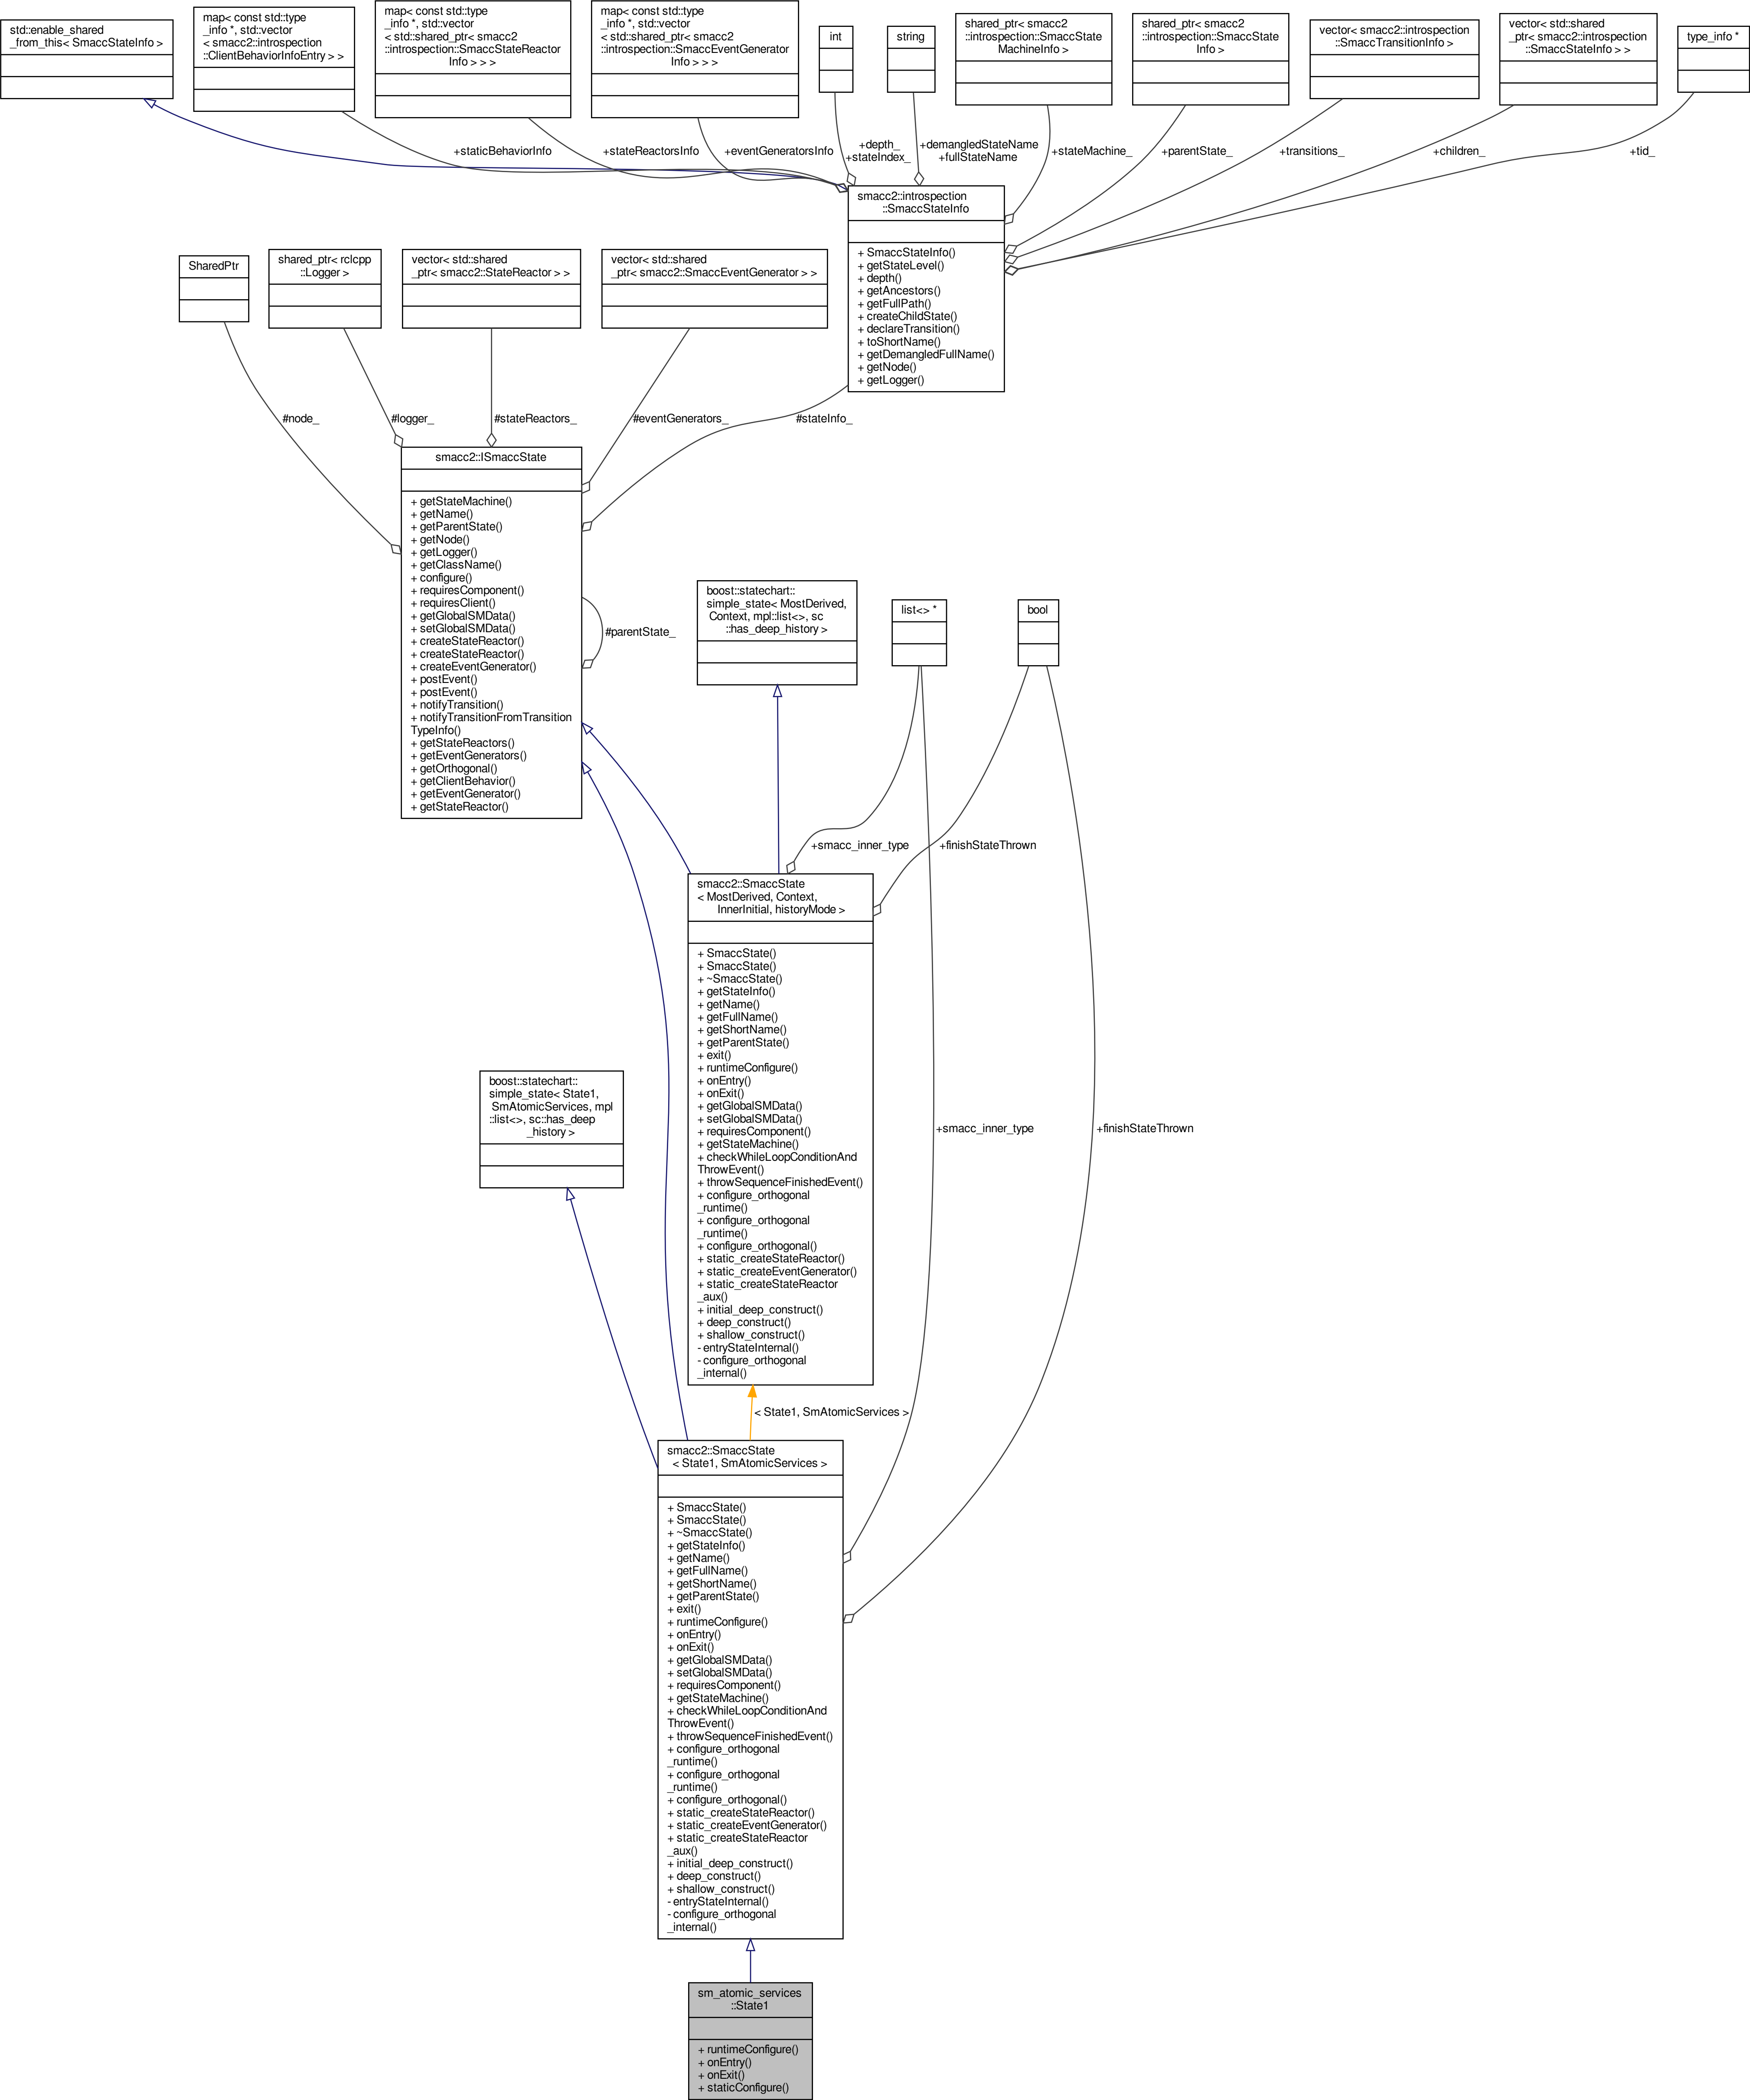 std::enable_shared
_from_this< SmaccStateInfo >
map< const std::type
_info *, std::vector
< smacc2::introspection
::ClientBehaviorInfoEntry > >
map< const std::type
_info *, std::vector
< std::shared_ptr< smacc2
::introspection::SmaccStateReactor
Info > > >
map< const std::type
_info *, std::vector
< std::shared_ptr< smacc2
::introspection::SmaccEventGenerator
Info > > >
int
string
shared_ptr< smacc2
::introspection::SmaccState
MachineInfo >
shared_ptr< smacc2
::introspection::SmaccState
Info >
vector< smacc2::introspection
::SmaccTransitionInfo >
vector< std::shared
_ptr< smacc2::introspection
::SmaccStateInfo > >
type_info *
+staticBehaviorInfo
+stateReactorsInfo
+eventGeneratorsInfo
+depth_
+stateIndex_
+demangledStateName
+fullStateName
+stateMachine_
+parentState_
+transitions_
+children_
+tid_
smacc2::introspection
::SmaccStateInfo
+ SmaccStateInfo()
+ getStateLevel()
+ depth()
+ getAncestors()
+ getFullPath()
+ createChildState()
+ declareTransition()
+ toShortName()
+ getDemangledFullName()
+ getNode()
+ getLogger()
SharedPtr
shared_ptr< rclcpp
::Logger >
vector< std::shared
_ptr< smacc2::StateReactor > >
vector< std::shared
_ptr< smacc2::SmaccEventGenerator > >
#node_
#logger_
#stateReactors_
#eventGenerators_
#stateInfo_
smacc2::ISmaccState
+ getStateMachine()
+ getName()
+ getParentState()
+ getNode()
+ getLogger()
+ getClassName()
+ configure()
+ requiresComponent()
+ requiresClient()
+ getGlobalSMData()
+ setGlobalSMData()
+ createStateReactor()
+ createStateReactor()
+ createEventGenerator()
+ postEvent()
+ postEvent()
+ notifyTransition()
+ notifyTransitionFromTransition
TypeInfo()
+ getStateReactors()
+ getEventGenerators()
+ getOrthogonal()
+ getClientBehavior()
+ getEventGenerator()
+ getStateReactor()
#parentState_
boost::statechart::
simple_state< MostDerived,
Context, mpl::list<>, sc
::has_deep_history >
list<> *
bool
+smacc_inner_type
+finishStateThrown
smacc2::SmaccState
< MostDerived, Context,
InnerInitial, historyMode >
+ SmaccState()
+ SmaccState()
+ ~SmaccState()
+ getStateInfo()
+ getName()
+ getFullName()
+ getShortName()
+ getParentState()
+ exit()
+ runtimeConfigure()
+ onEntry()
+ onExit()
+ getGlobalSMData()
+ setGlobalSMData()
+ requiresComponent()
+ getStateMachine()
+ checkWhileLoopConditionAnd
ThrowEvent()
+ throwSequenceFinishedEvent()
+ configure_orthogonal
_runtime()
+ configure_orthogonal
_runtime()
+ configure_orthogonal()
+ static_createStateReactor()
+ static_createEventGenerator()
+ static_createStateReactor
_aux()
+ initial_deep_construct()
+ deep_construct()
+ shallow_construct()
- entryStateInternal()
- configure_orthogonal
_internal()
boost::statechart::
simple_state< State1,
SmAtomicServices, mpl
::list<>, sc::has_deep
_history >
+smacc_inner_type
+finishStateThrown
< State1, SmAtomicServices >
smacc2::SmaccState
< State1, SmAtomicServices >
+ SmaccState()
+ SmaccState()
+ ~SmaccState()
+ getStateInfo()
+ getName()
+ getFullName()
+ getShortName()
+ getParentState()
+ exit()
+ runtimeConfigure()
+ onEntry()
+ onExit()
+ getGlobalSMData()
+ setGlobalSMData()
+ requiresComponent()
+ getStateMachine()
+ checkWhileLoopConditionAnd
ThrowEvent()
+ throwSequenceFinishedEvent()
+ configure_orthogonal
_runtime()
+ configure_orthogonal
_runtime()
+ configure_orthogonal()
+ static_createStateReactor()
+ static_createEventGenerator()
+ static_createStateReactor
_aux()
+ initial_deep_construct()
+ deep_construct()
+ shallow_construct()
- entryStateInternal()
- configure_orthogonal
_internal()
sm_atomic_services
::State1
+ runtimeConfigure()
+ onEntry()
+ onExit()
+ staticConfigure()